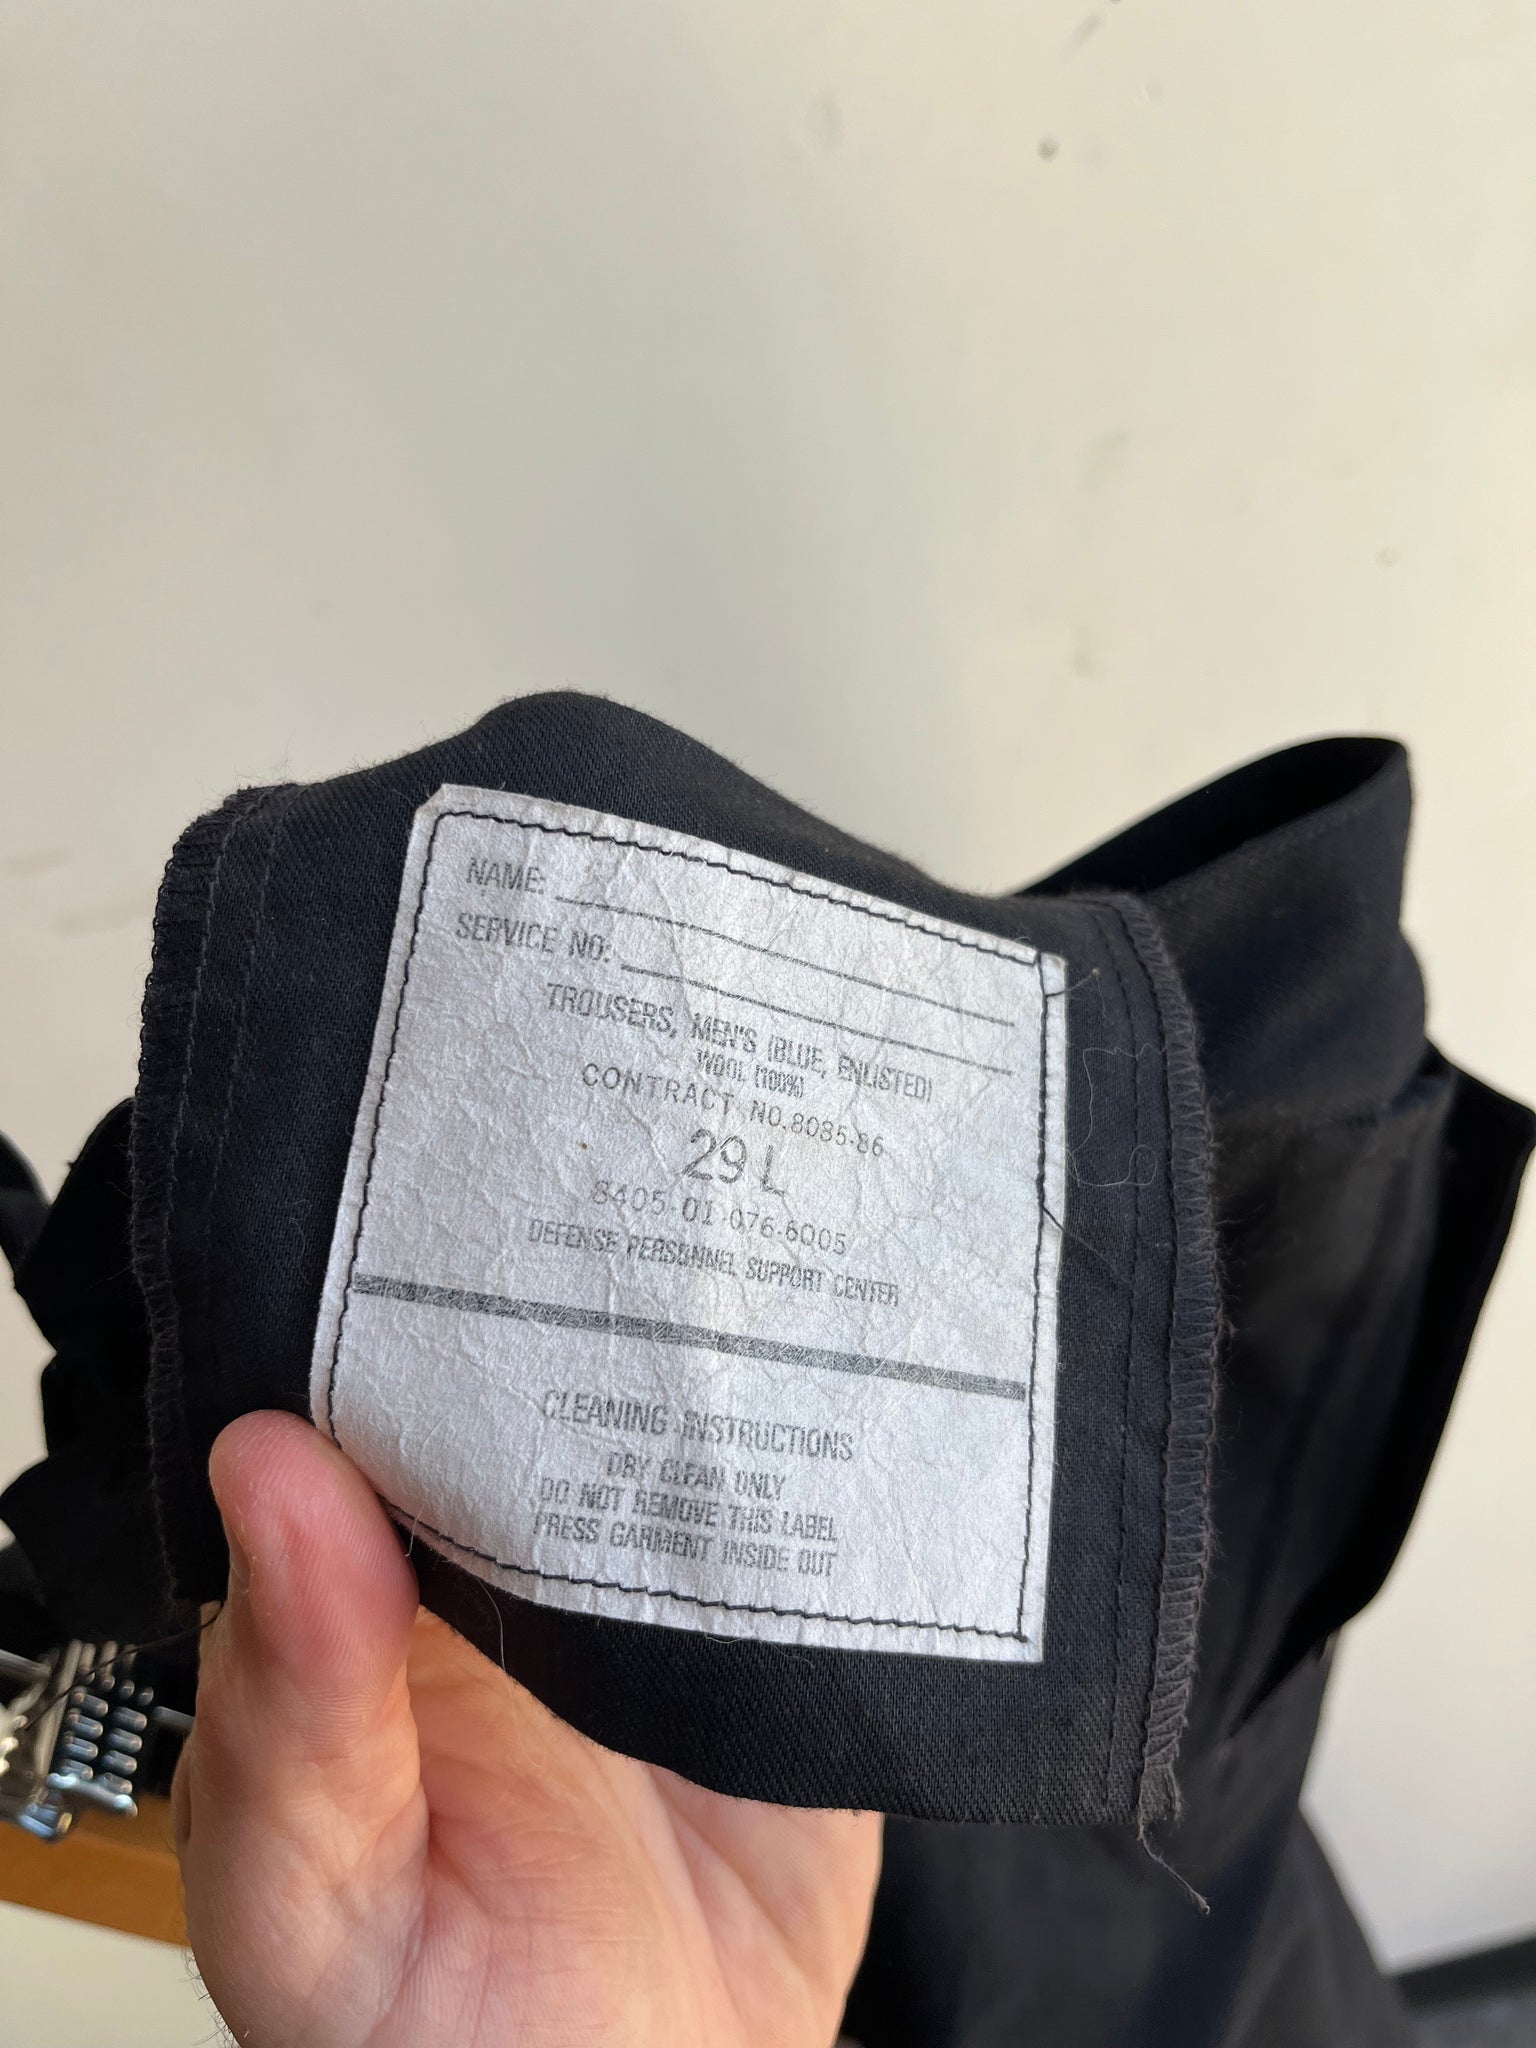 NAME:
SERVICE NO:
TROUSERS, MEN'S (BLUE, ENLISTED)
WOOL (100%)
CONTRACT NO. 8085-86
29 L
8405-01-076-6005
DEFENSE PERSONNEL SUPPORT CENTER
CLEANING INSTRUCTIONS
DRY CLEAN ONLY
DO NOT REMOVE THIS LABEL
PRESS GARMENT INSIDE OUT